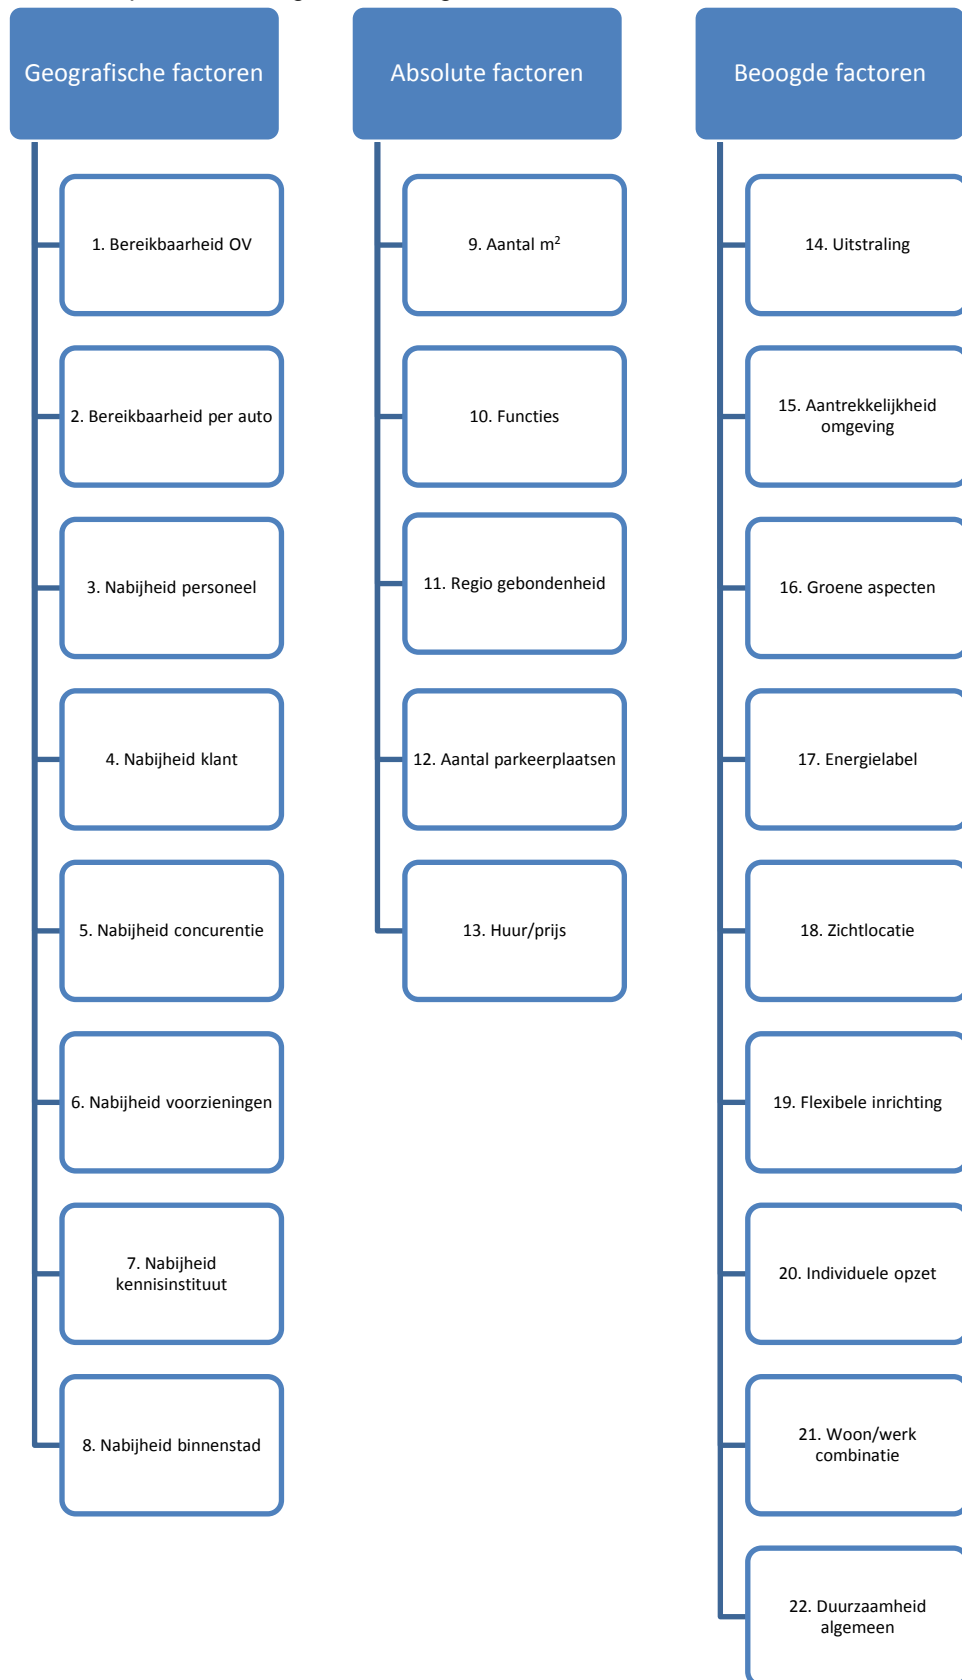 Geografische factoren
1. Bereikbaarheid OV
2. Bereikbaarheid per auto
3. Nabijheid personeel
4. Nabijheid klant
5. Nabijheid concurentie
6. Nabijheid voorzieningen
7. Nabijheid
kennisinstituut
8. Nabijheid binnenstad
Absolute factoren
9. Aantal m²
10. Functies
11. Regio gebondenheid
12. Aantal parkeerplaatsen
13. Huur/prijs
Beoogde factoren
14. Uitstraling
15. Aantrekkelijkheid
omgeving
16. Groene aspecten
17. Energielabel
18. Zichtlocatie
19. Flexibele inrichting
20. Individuele opzet
21. Woon/werk
combinatie
22. Duurzaamheid
algemeen